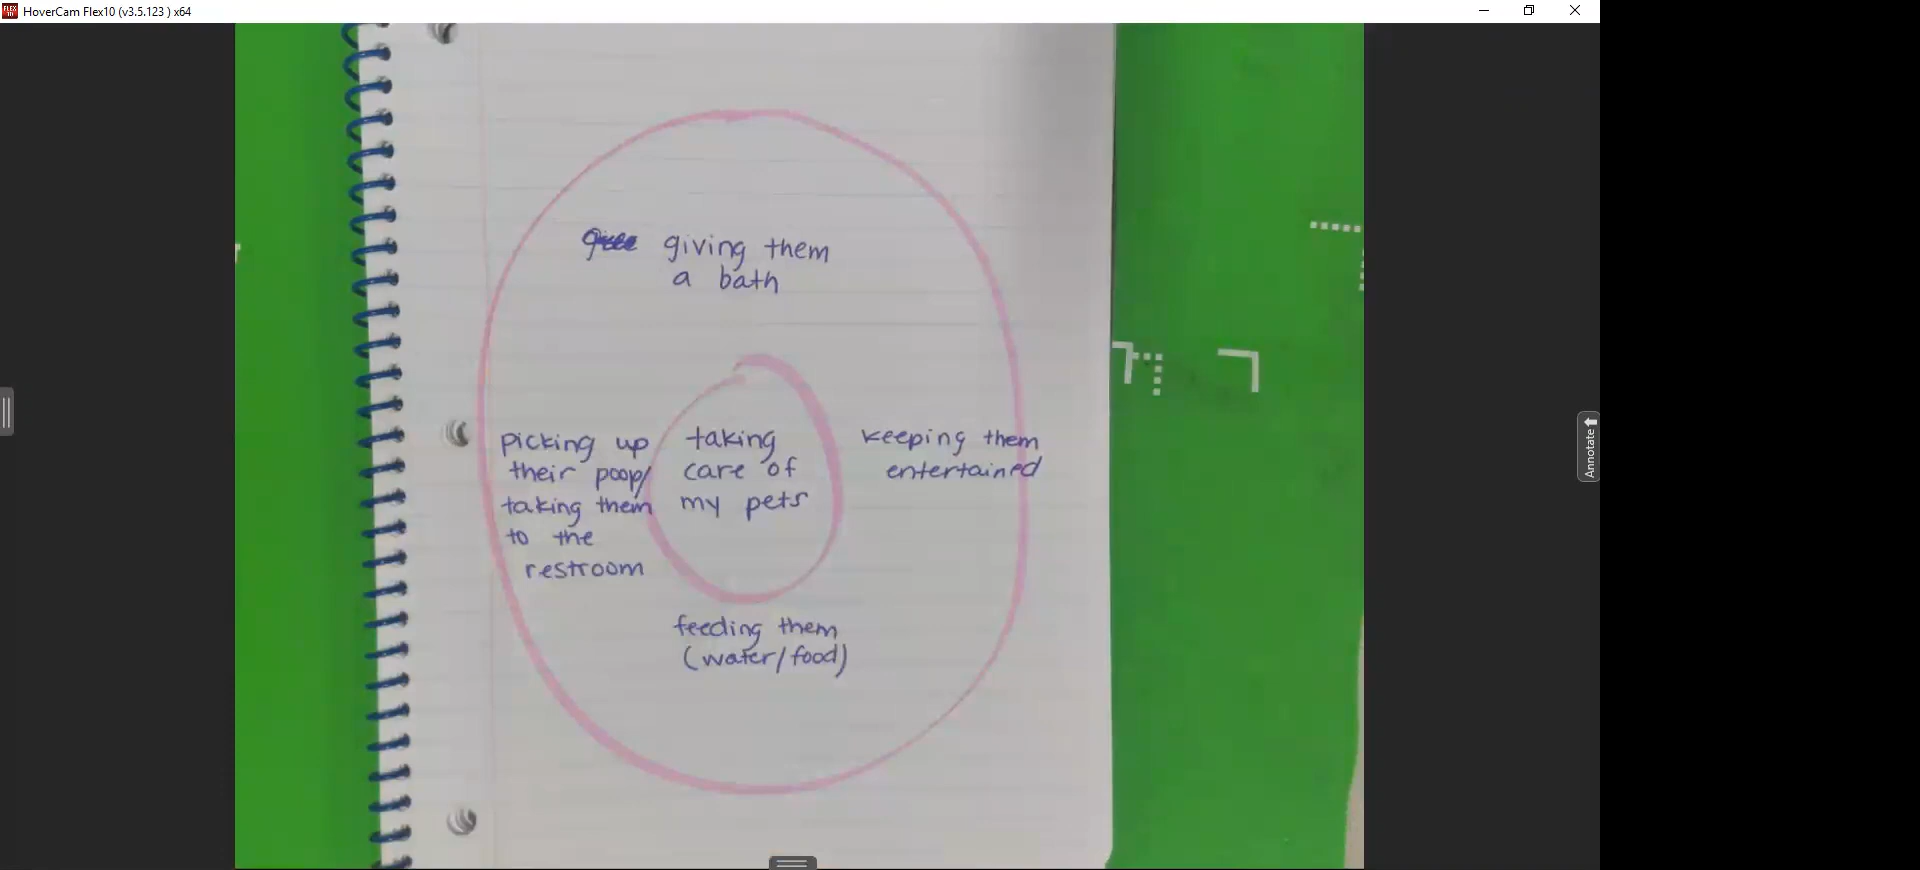 HoverCam Flex10 (v3.5.123 ) x64
giving them
a bath
picking up
their poop/
taking them
to the
restroom
taking
care of
my pets
keeping them
entertained
feeding them
(water/food)
Annotate